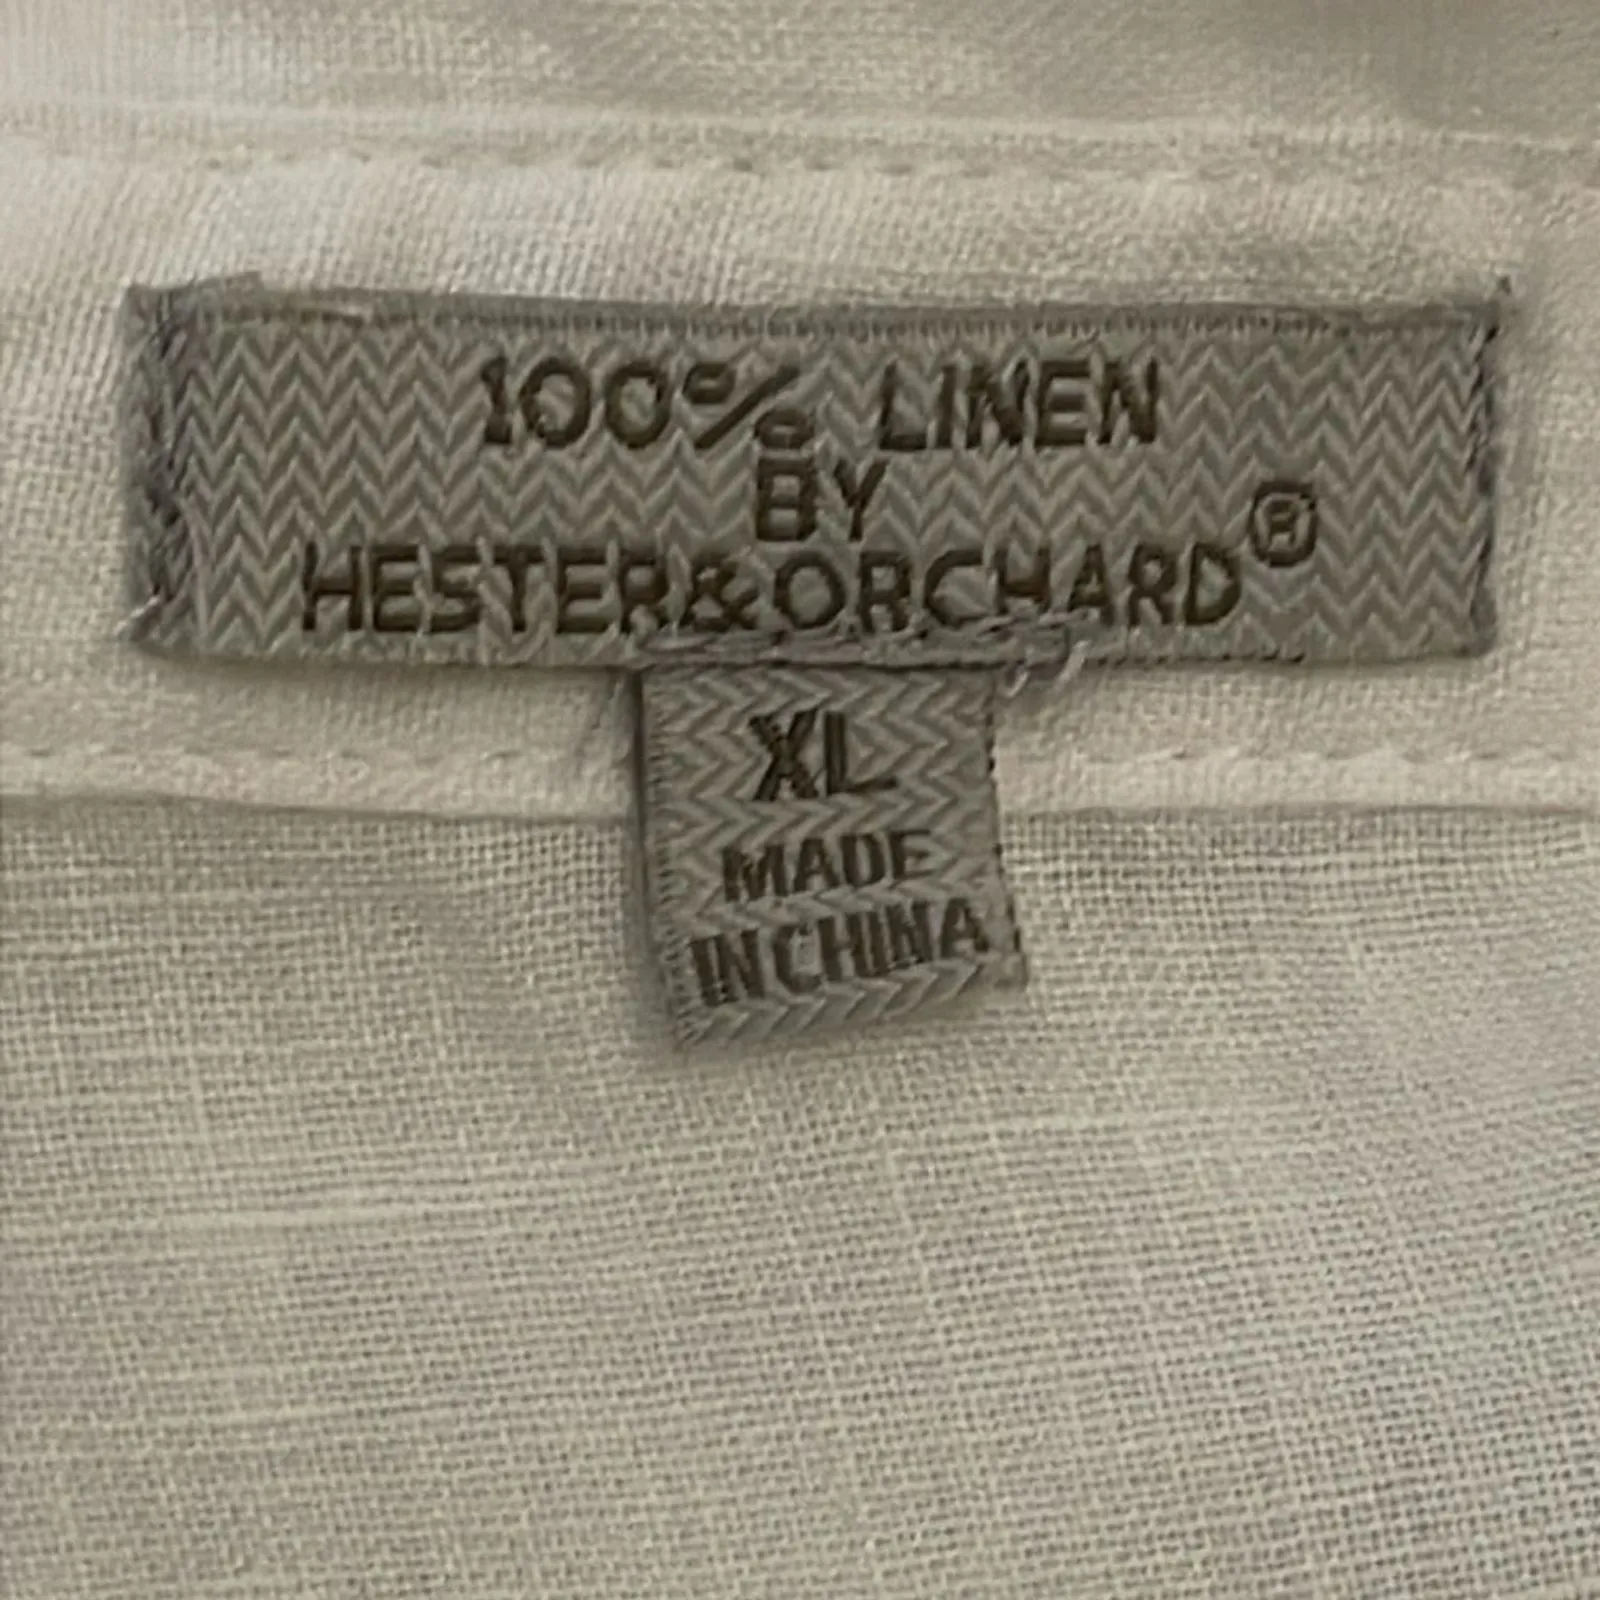 100% LINEN
BY
HESTER&ORCHARD®
XL
MADE
IN CHINA